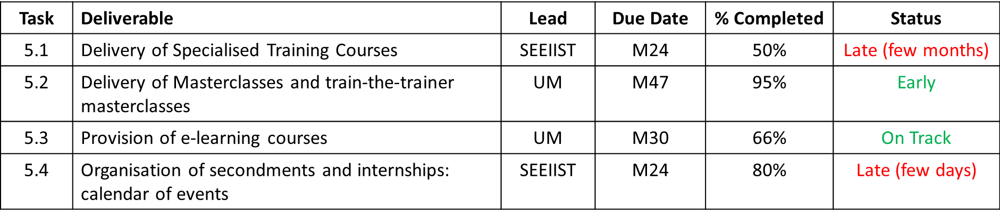 Task Deliverable Lead Due Date % Completed Status
5.1 Delivery of Specialised Training Courses SEEIIST M24 50% Late (few months)
5.2 Delivery of Masterclasses and train-the-trainer UM M47 95% Early
masterclasses
5.3 Provision of e-learning courses UM M30 66% On Track
5.4 Organisation of secondments and internships: SEEIIST M24 80% Late (few days)
calendar of events